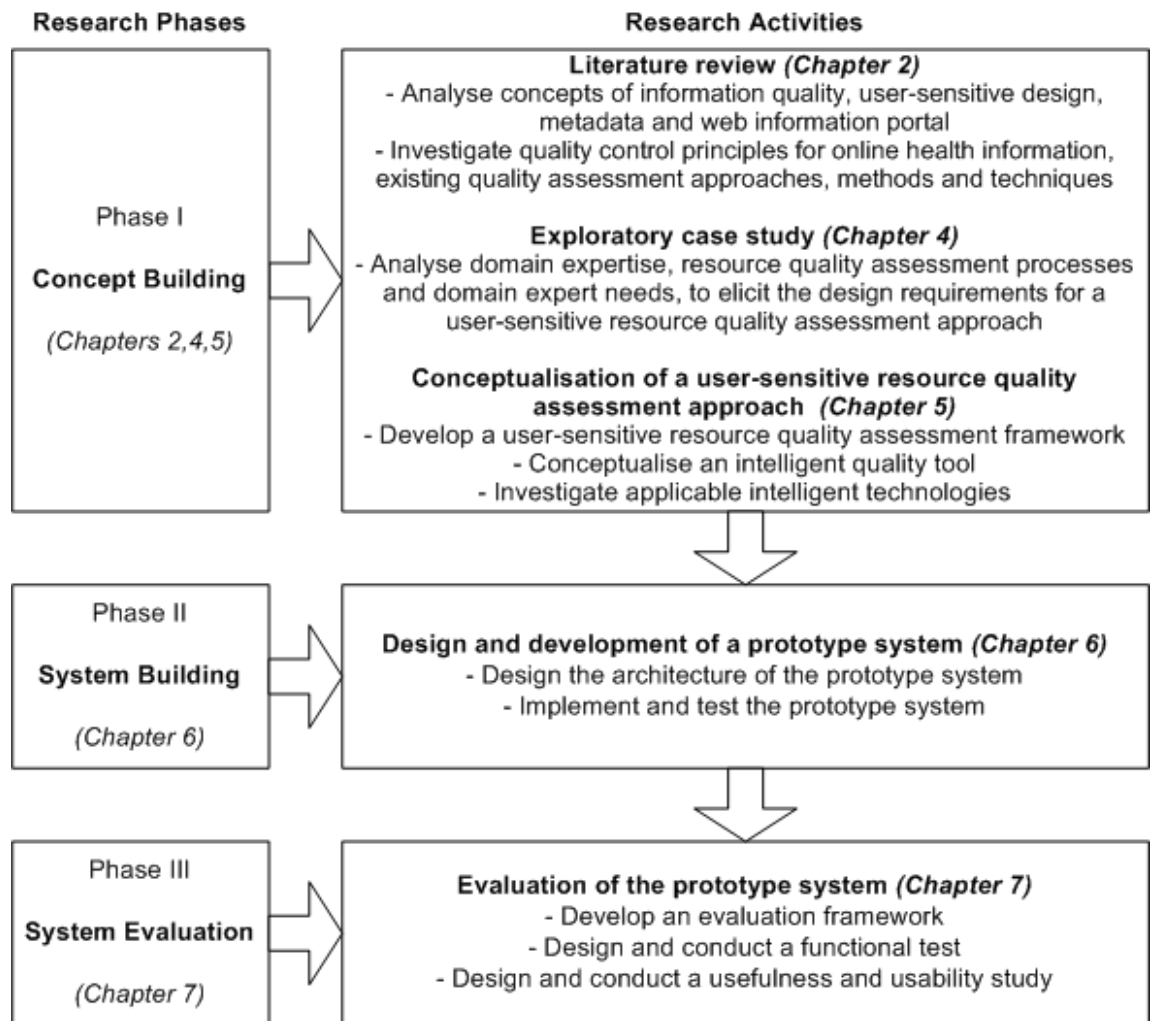 Research Phases
Research Activities
Phase I
Concept Building
(Chapters 2,4,5)
Literature review (Chapter 2)
- Analyse concepts of information quality, user-sensitive design,
metadata and web information portal
- Investigate quality control principles for online health information,
existing quality assessment approaches, methods and techniques
Exploratory case study (Chapter 4)
- Analyse domain expertise, resource quality assessment processes
and domain expert needs, to elicit the design requirements for a
user-sensitive resource quality assessment approach
Conceptualisation of a user-sensitive resource quality
assessment approach (Chapter 5)
- Develop a user-sensitive resource quality assessment framework
- Conceptualise an intelligent quality tool
- Investigate applicable intelligent technologies
Phase II
System Building
(Chapter 6)
Design and development of a prototype system (Chapter 6)
- Design the architecture of the prototype system
- Implement and test the prototype system
Phase III
System Evaluation
(Chapter 7)
Evaluation of the prototype system (Chapter 7)
- Develop an evaluation framework
- Design and conduct a functional test
- Design and conduct a usefulness and usability study